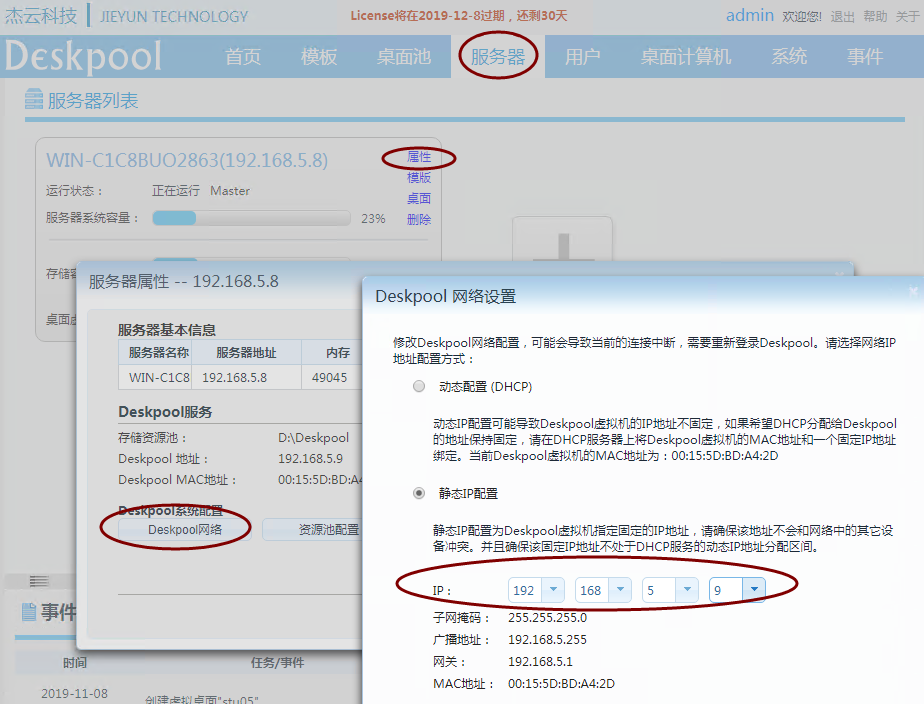 杰云科技 JIEYUN TECHNOLOGY License将在2019-12-8过期，还剩30天 admin 欢迎您! 退出 帮助 关于
Deskpool 首页 模板 桌面池 服务器 用户 桌面计算机 系统 事件
服务器列表
WIN-C1C8BUO2863(192.168.5.8) 属性
模版
运行状态： 正在运行 Master
桌面
服务器系统容量： 23% 删除
存储
桌面虚
服务器属性 -- 192.168.5.8
服务器基本信息
服务器名称 服务器地址 内存
WIN-C1C8 192.168.5.8 49045
Deskpool服务
存储资源池： D:\Deskpool
Deskpool 地址： 192.168.5.9
Deskpool MAC地址： 00:15:5D:BD:A4
Deskpool系统配置
Deskpool网络 资源池配置
事件
时间 任务/事件
2019-11-08 创建虚拟桌面"stu05"
Deskpool 网络设置
修改Deskpool网络配置，可能会导致当前的连接中断，需要重新登录Deskpool。请选择网络IP
地址配置方式：
动态配置 (DHCP)
动态IP配置可能导致Deskpool虚拟机的IP地址不固定，如果希望DHCP分配给Deskpool
的地址保持固定，请在DHCP服务器上将Deskpool虚拟机的MAC地址和一个固定IP地址
绑定。当前Deskpool虚拟机的MAC地址为：00:15:5D:BD:A4:2D
静态IP配置
静态IP配置为Deskpool虚拟机指定固定的IP地址，请确保该地址不会和网络中的其它设
备冲突。并且确保该固定IP地址不处于DHCP服务的动态IP地址分配区间。
IP： 192 168 5 9
子网掩码： 255.255.255.0
广播地址： 192.168.5.255
网关： 192.168.5.1
MAC地址： 00:15:5D:BD:A4:2D